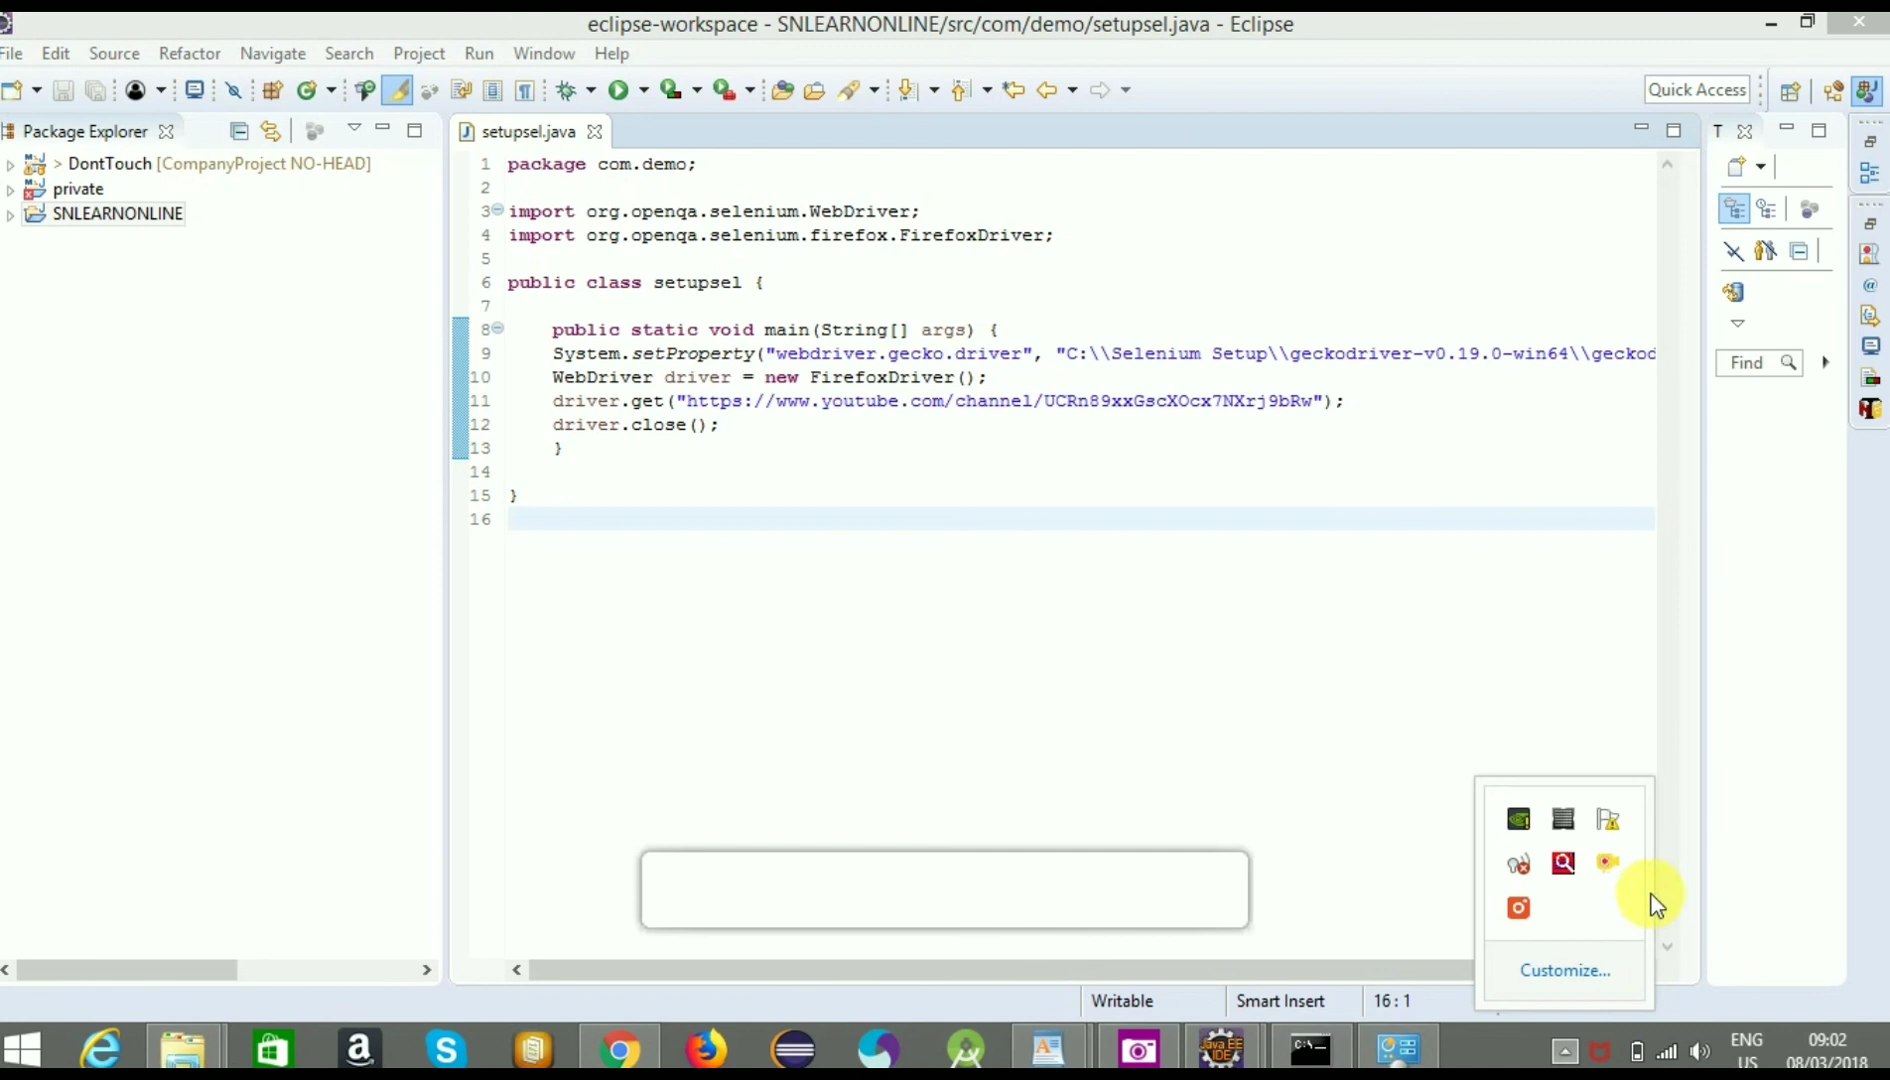 eclipse-workspace - SNLEARNONLINE/src/com/demo/setupsel.java - Eclipse
File Edit Source Refactor Navigate Search Project Run Window Help
Quick Access
Package Explorer
setupsel.java
T
> DontTouch [CompanyProject NO-HEAD]
private
SNLEARNONLINE
1 package com.demo;
2
3 import org.openqa.selenium.WebDriver;
4 import org.openqa.selenium.firefox.FirefoxDriver;
5
6 public class setupsel {
7
8 public static void main(String[] args) {
9 System.setProperty("webdriver.gecko.driver", "C:\\Selenium Setup\\geckodriver-v0.19.0-win64\\geckod
10 WebDriver driver = new FirefoxDriver();
11 driver.get("https://www.youtube.com/channel/UCRn89xxGscXOcx7NXrj9bRw");
12 driver.close();
13 }
14
15 }
16
Find
Customize...
Writable Smart Insert 16 : 1
Java EE
IDE
C:\_
ENG
US
09:02
08/03/2018